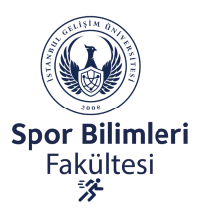 İSTANBUL GELİŞİM ÜNİVERSİTESİ
2008
Spor Bilimleri
Fakültesi